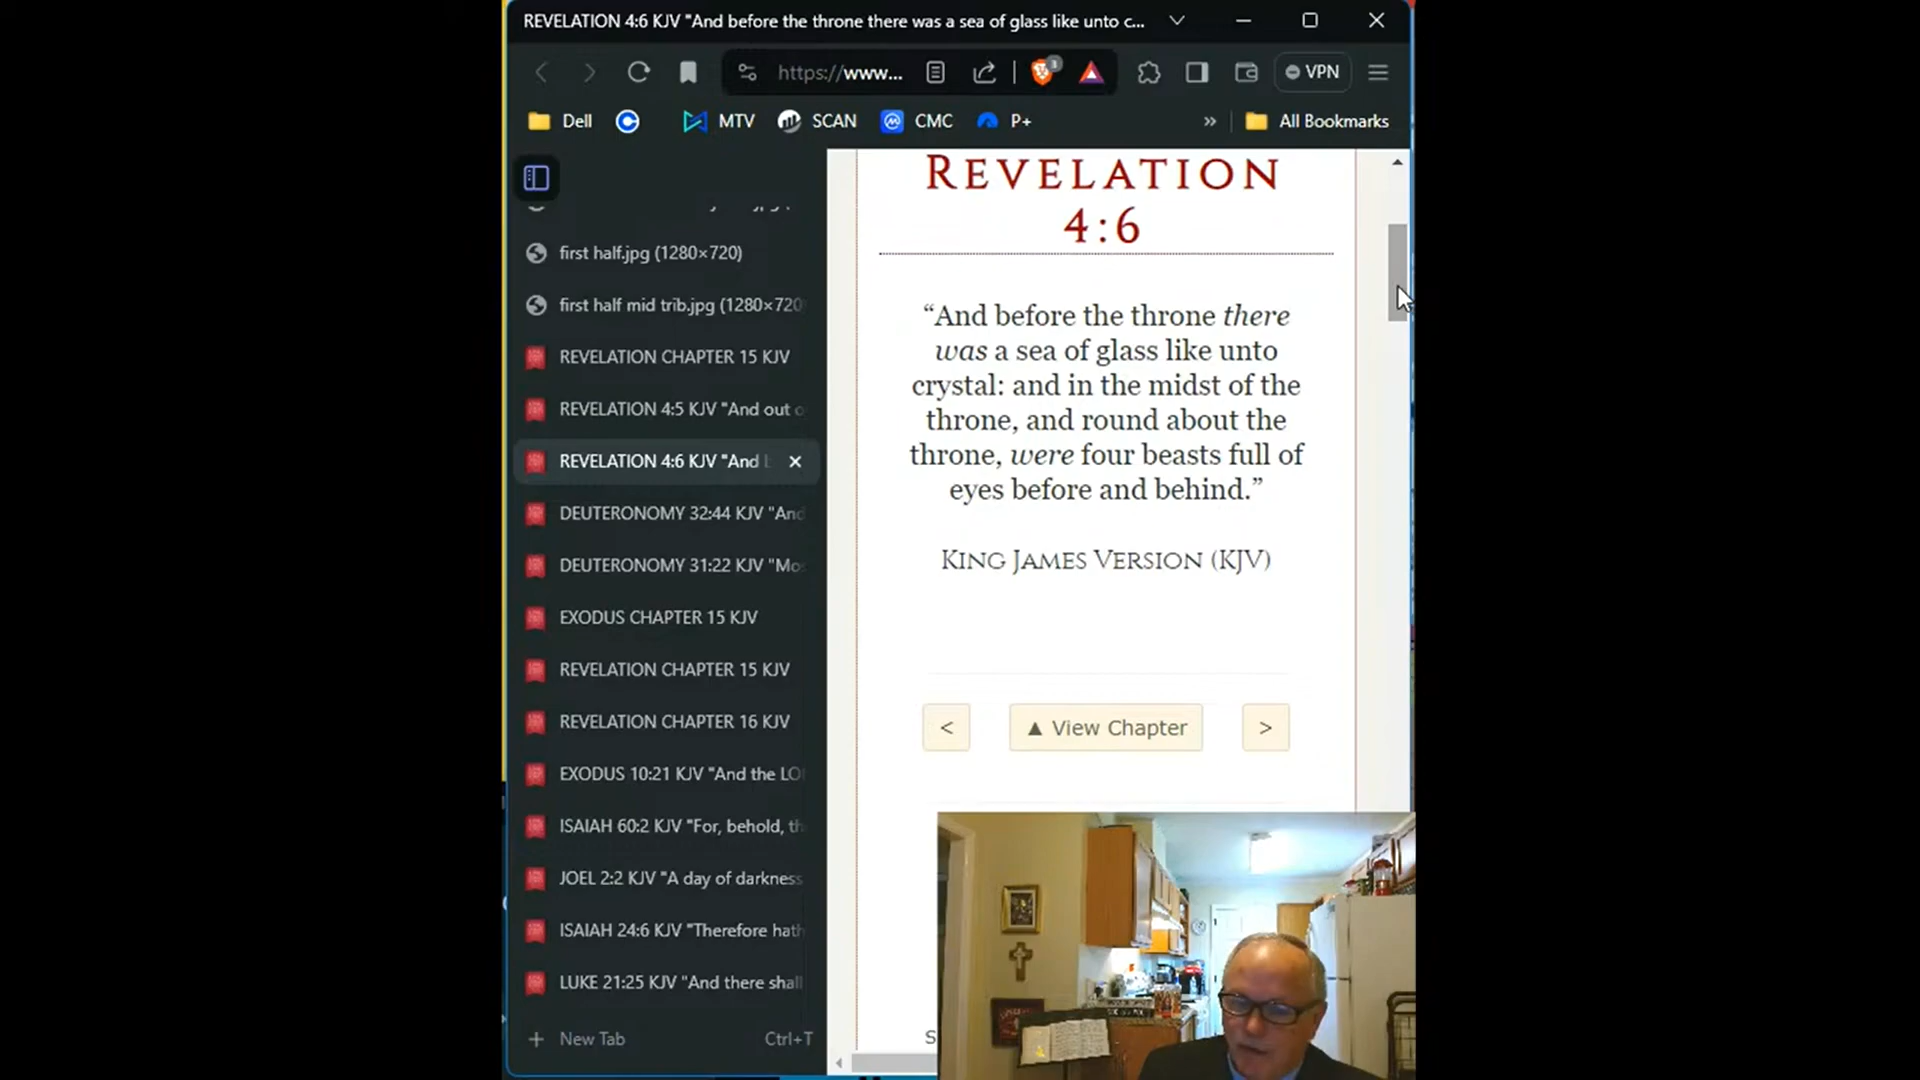 REVELATION 4:6 KJV "And before the throne there was a sea of glass like unto c...
https://www...
3
VPN
Dell
MTV
SCAN
CMC
P+
»
All Bookmarks
first half.jpg (1280×720)
first half mid trib.jpg (1280×720
REVELATION CHAPTER 15 KJV
REVELATION 4:5 KJV "And out o
REVELATION 4:6 KJV "And
DEUTERONOMY 32:44 KJV "And
DEUTERONOMY 31:22 KJV "Mo
EXODUS CHAPTER 15 KJV
REVELATION CHAPTER 15 KJV
REVELATION CHAPTER 16 KJV
EXODUS 10:21 KJV "And the LO
ISAIAH 60:2 KJV "For, behold, th
JOEL 2:2 KJV "A day of darkness
ISAIAH 24:6 KJV "Therefore hath
LUKE 21:25 KJV "And there shall
+ New Tab Ctrl+T
REVELATION
4:6
“And before the throne there
was a sea of glass like unto
crystal: and in the midst of the
throne, and round about the
throne, were four beasts full of
eyes before and behind.”
King James Version (KJV)
< ▲ View Chapter >
S